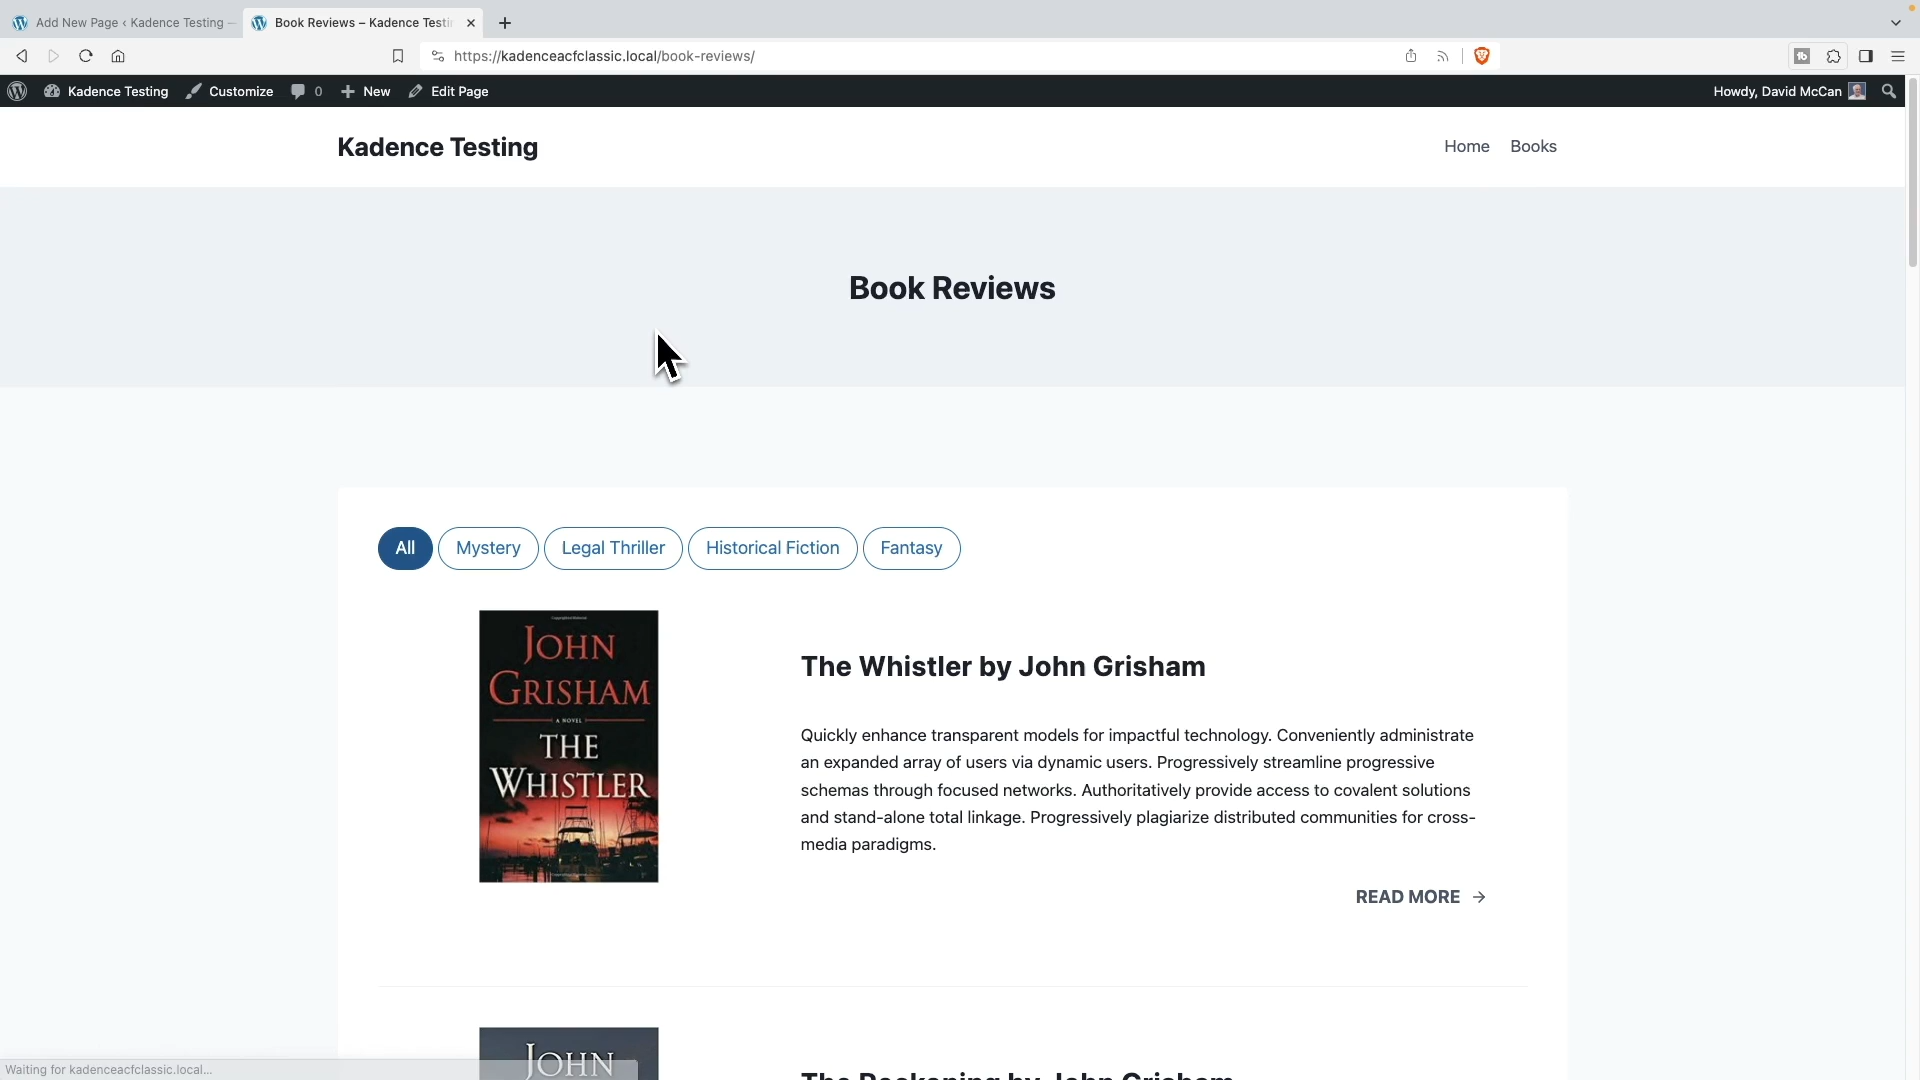 Add New Page ‹ Kadence Testing —
Book Reviews – Kadence Testi
https://kadenceacfclassic.local/book-reviews/
Kadence Testing
Customize
0
New
Edit Page
Howdy, David McCan
Kadence Testing
Home
Books
Book Reviews
All
Mystery
Legal Thriller
Historical Fiction
Fantasy
JOHN
GRISHAM
A NOVEL
THE
WHISTLER
The Whistler by John Grisham
Quickly enhance transparent models for impactful technology. Conveniently administrate
an expanded array of users via dynamic users. Progressively streamline progressive
schemas through focused networks. Authoritatively provide access to covalent solutions
and stand-alone total linkage. Progressively plagiarize distributed communities for cross-
media paradigms.
READ MORE →
JOHN
The Reckoning by John Grisham
Waiting for kadenceacfclassic.local...